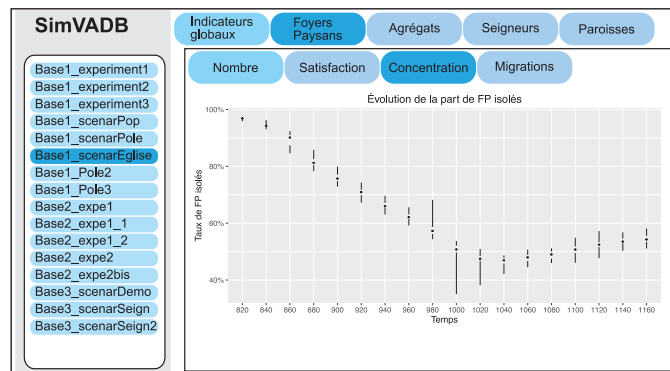 SimVADB
Indicateurs globaux
Foyers Paysans
Agrégats
Seigneurs
Paroisses
Base1_experiment1
Base1_experiment2
Base1_experiment3
Base1_scenarPop
Base1_scenarPole
Base1_scenarEglise
Base1_Pole2
Base1_Pole3
Base2_expe1
Base2_expe1_1
Base2_expe1_2
Base2_expe2
Base2_expe2bis
Base3_scenarDemo
Base3_scenarSeign
Base3_scenarSeign2
Nombre
Satisfaction
Concentration
Migrations
Évolution de la part de FP isolés
Taux de FP isolés
100%
80%
60%
40%
820 840 860 880 900 920 940 960 980 1000 1020 1040 1060 1080 1100 1120 1140 1160
Temps